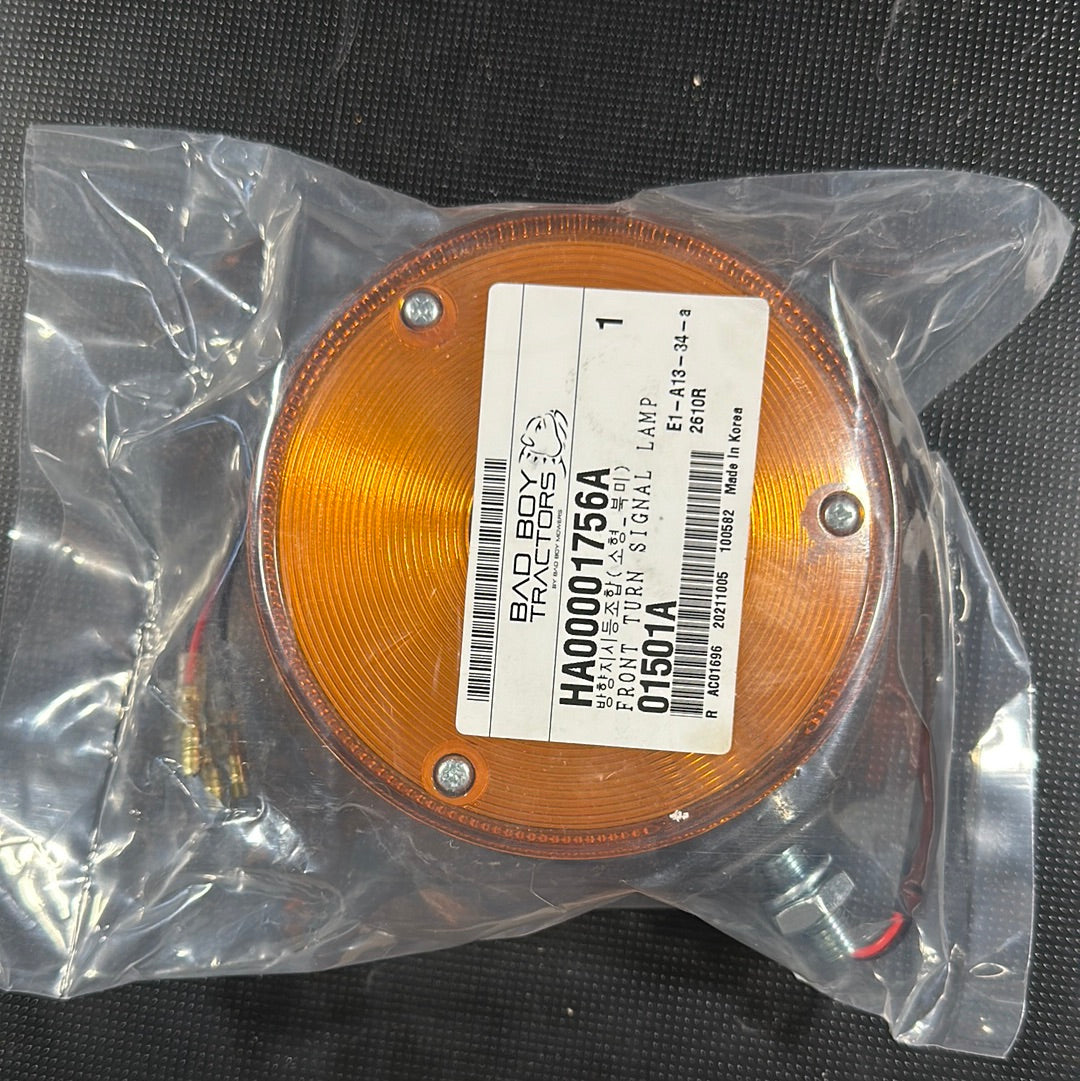 BAD BOY
TRACTORS
BY BAD BOY MOWERS
1
HA00001756A
방향지시등조합(소형-북미)
FRONT TURN SIGNAL LAMP
01501A
E1-A13-34-a
2610R
R AC01696 20211005 100582 Made In Korea